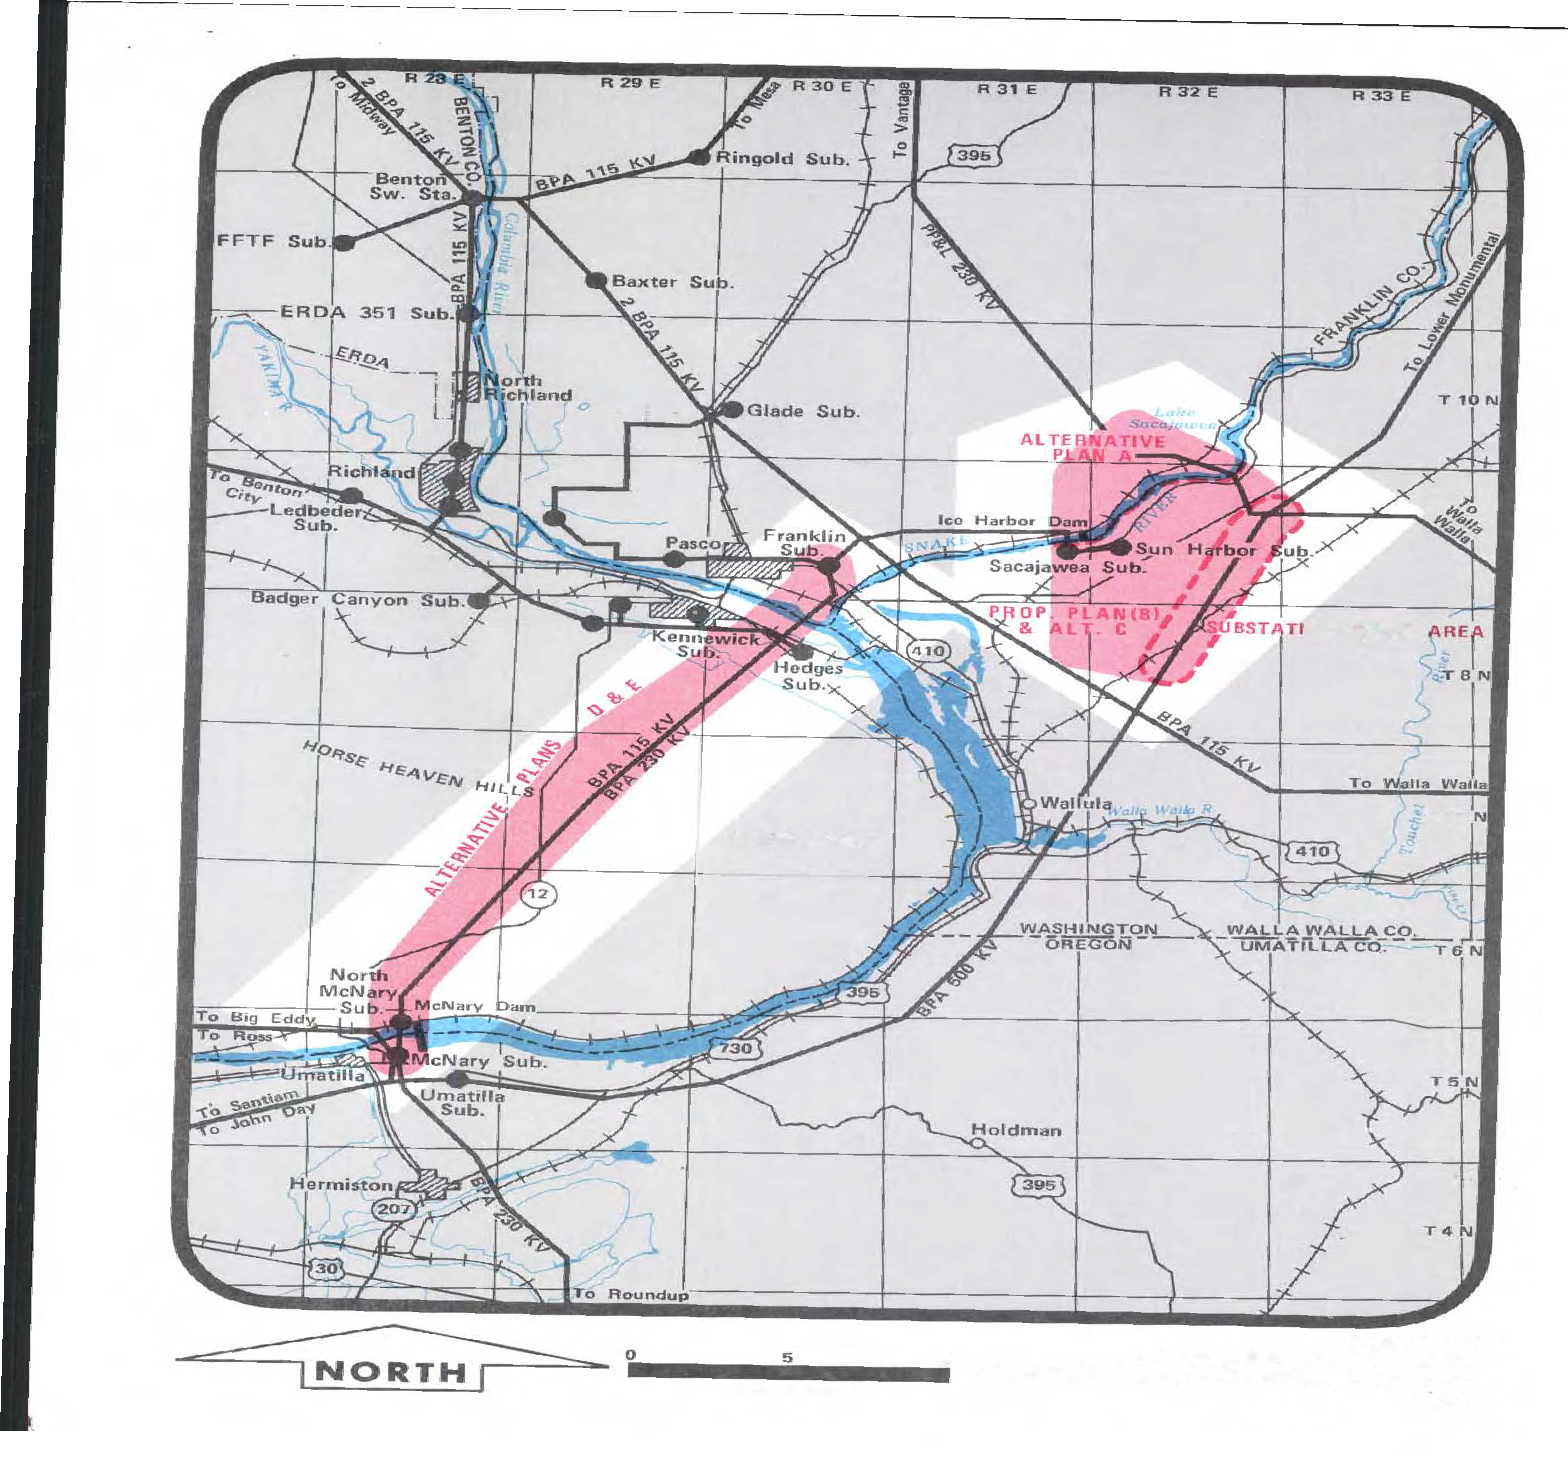 R 28 E
R 29 E
R 30 E
R 31 E
R 32 E
R 33 E
To Midway
2 BPA 115 KV
BENTON CO.
To Mesa
To Vantage
395
BPA 115 KV
Ringold Sub.
Benton
Sw. Sta.
FFTF Sub.
BPA 115 KV
Columbia River
Baxter Sub.
PP&L 230 KV
FRANKLIN CO.
To Lower Monumental
ERDA 351 Sub.
2 BPA 115 KV
ERDA
YAKIMA R.
North
Richland
Glade Sub.
Lake
Sacajawea
T 10 N
ALTERNATIVE
PLAN A
Richland
To Benton
City
Ledbeder
Sub.
To
Walla
Walla
Ice Harbor Dam
SNAKE
RIVER
Pasco
Franklin
Sub.
Sun Harbor Sub.
Sacajawea Sub.
Badger Canyon Sub.
PROP. PLAN(B)
& ALT. C
SUBSTATI
AREA
Kennewick
Sub.
Hedges
Sub.
410
River
T 8 N
ALTERNATIVE PLANS D & E
BPA 115 KV
BPA 230 KV
BPA 115 KV
HORSE HEAVEN HILLS
To Walla Walla
Wallula
Walla Walla R.
N
Touchet
410
12
WASHINGTON
OREGON
WALLA WALLA CO.
UMATILLA CO.
T 6 N
BPA 500 KV
North
McNary
Sub.
McNary Dam
395
To Big Eddy
To Ross
730
McNary Sub.
Umatilla
Umatilla
Sub.
To Santiam
To John Day
T 5 N
Holdman
395
Hermiston
207
BPA 230 KV
T 4 N
30
To Roundup
NORTH
0
5